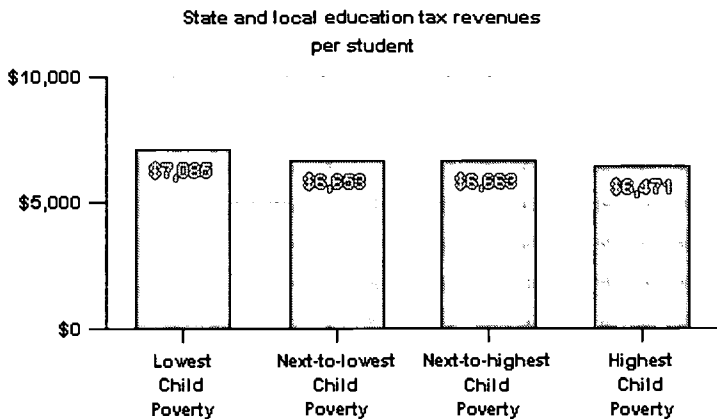 State and local education tax revenues
per student
$10,000
$7,085
$6,653
$6,663
$6,471
$5,000
$0
Lowest
Child
Poverty
Next-to-lowest
Child
Poverty
Next-to-highest
Child
Poverty
Highest
Child
Poverty